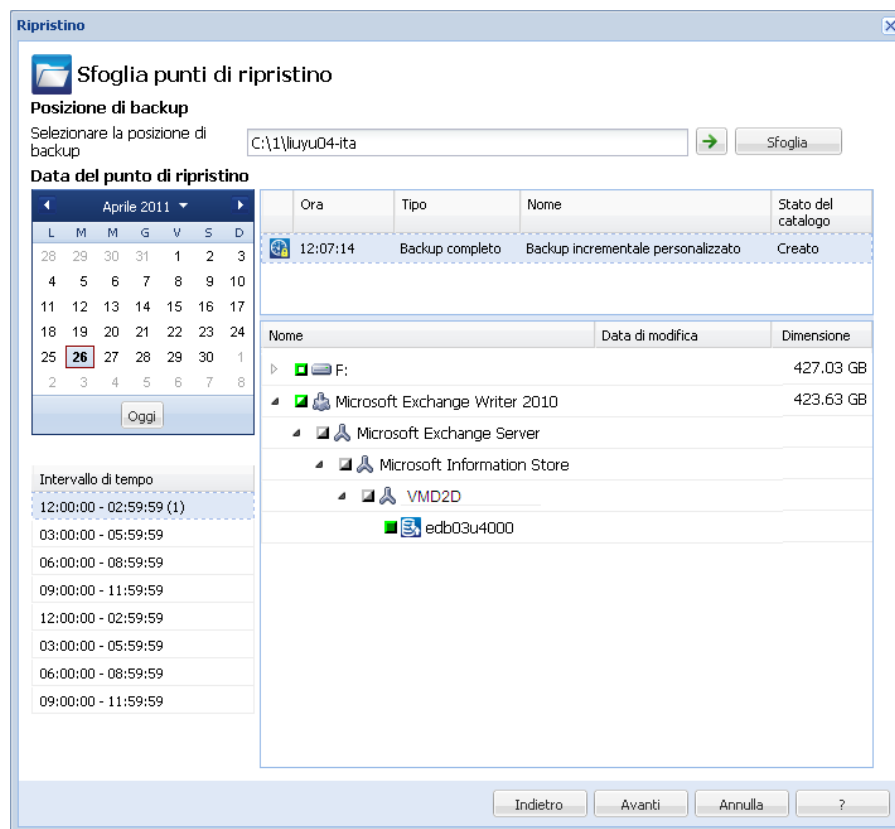 Ripristino
Sfoglia punti di ripristino
Posizione di backup
Selezionare la posizione di
backup
C:\1\liuyu04-ita
Sfoglia
Data del punto di ripristino
Aprile 2011
L M M G V S D
28 29 30 31 1 2 3
4 5 6 7 8 9 10
11 12 13 14 15 16 17
18 19 20 21 22 23 24
25 26 27 28 29 30 1
2 3 4 5 6 7 8
Oggi
Ora Tipo Nome Stato del
catalogo
12:07:14 Backup completo Backup incrementale personalizzato Creato
Nome Data di modifica Dimensione
F: 427.03 GB
Microsoft Exchange Writer 2010 423.63 GB
Microsoft Exchange Server
Microsoft Information Store
VMD2D
edb03u4000
Intervallo di tempo
12:00:00 - 02:59:59 (1)
03:00:00 - 05:59:59
06:00:00 - 08:59:59
09:00:00 - 11:59:59
12:00:00 - 02:59:59
03:00:00 - 05:59:59
06:00:00 - 08:59:59
09:00:00 - 11:59:59
Indietro Avanti Annulla ?